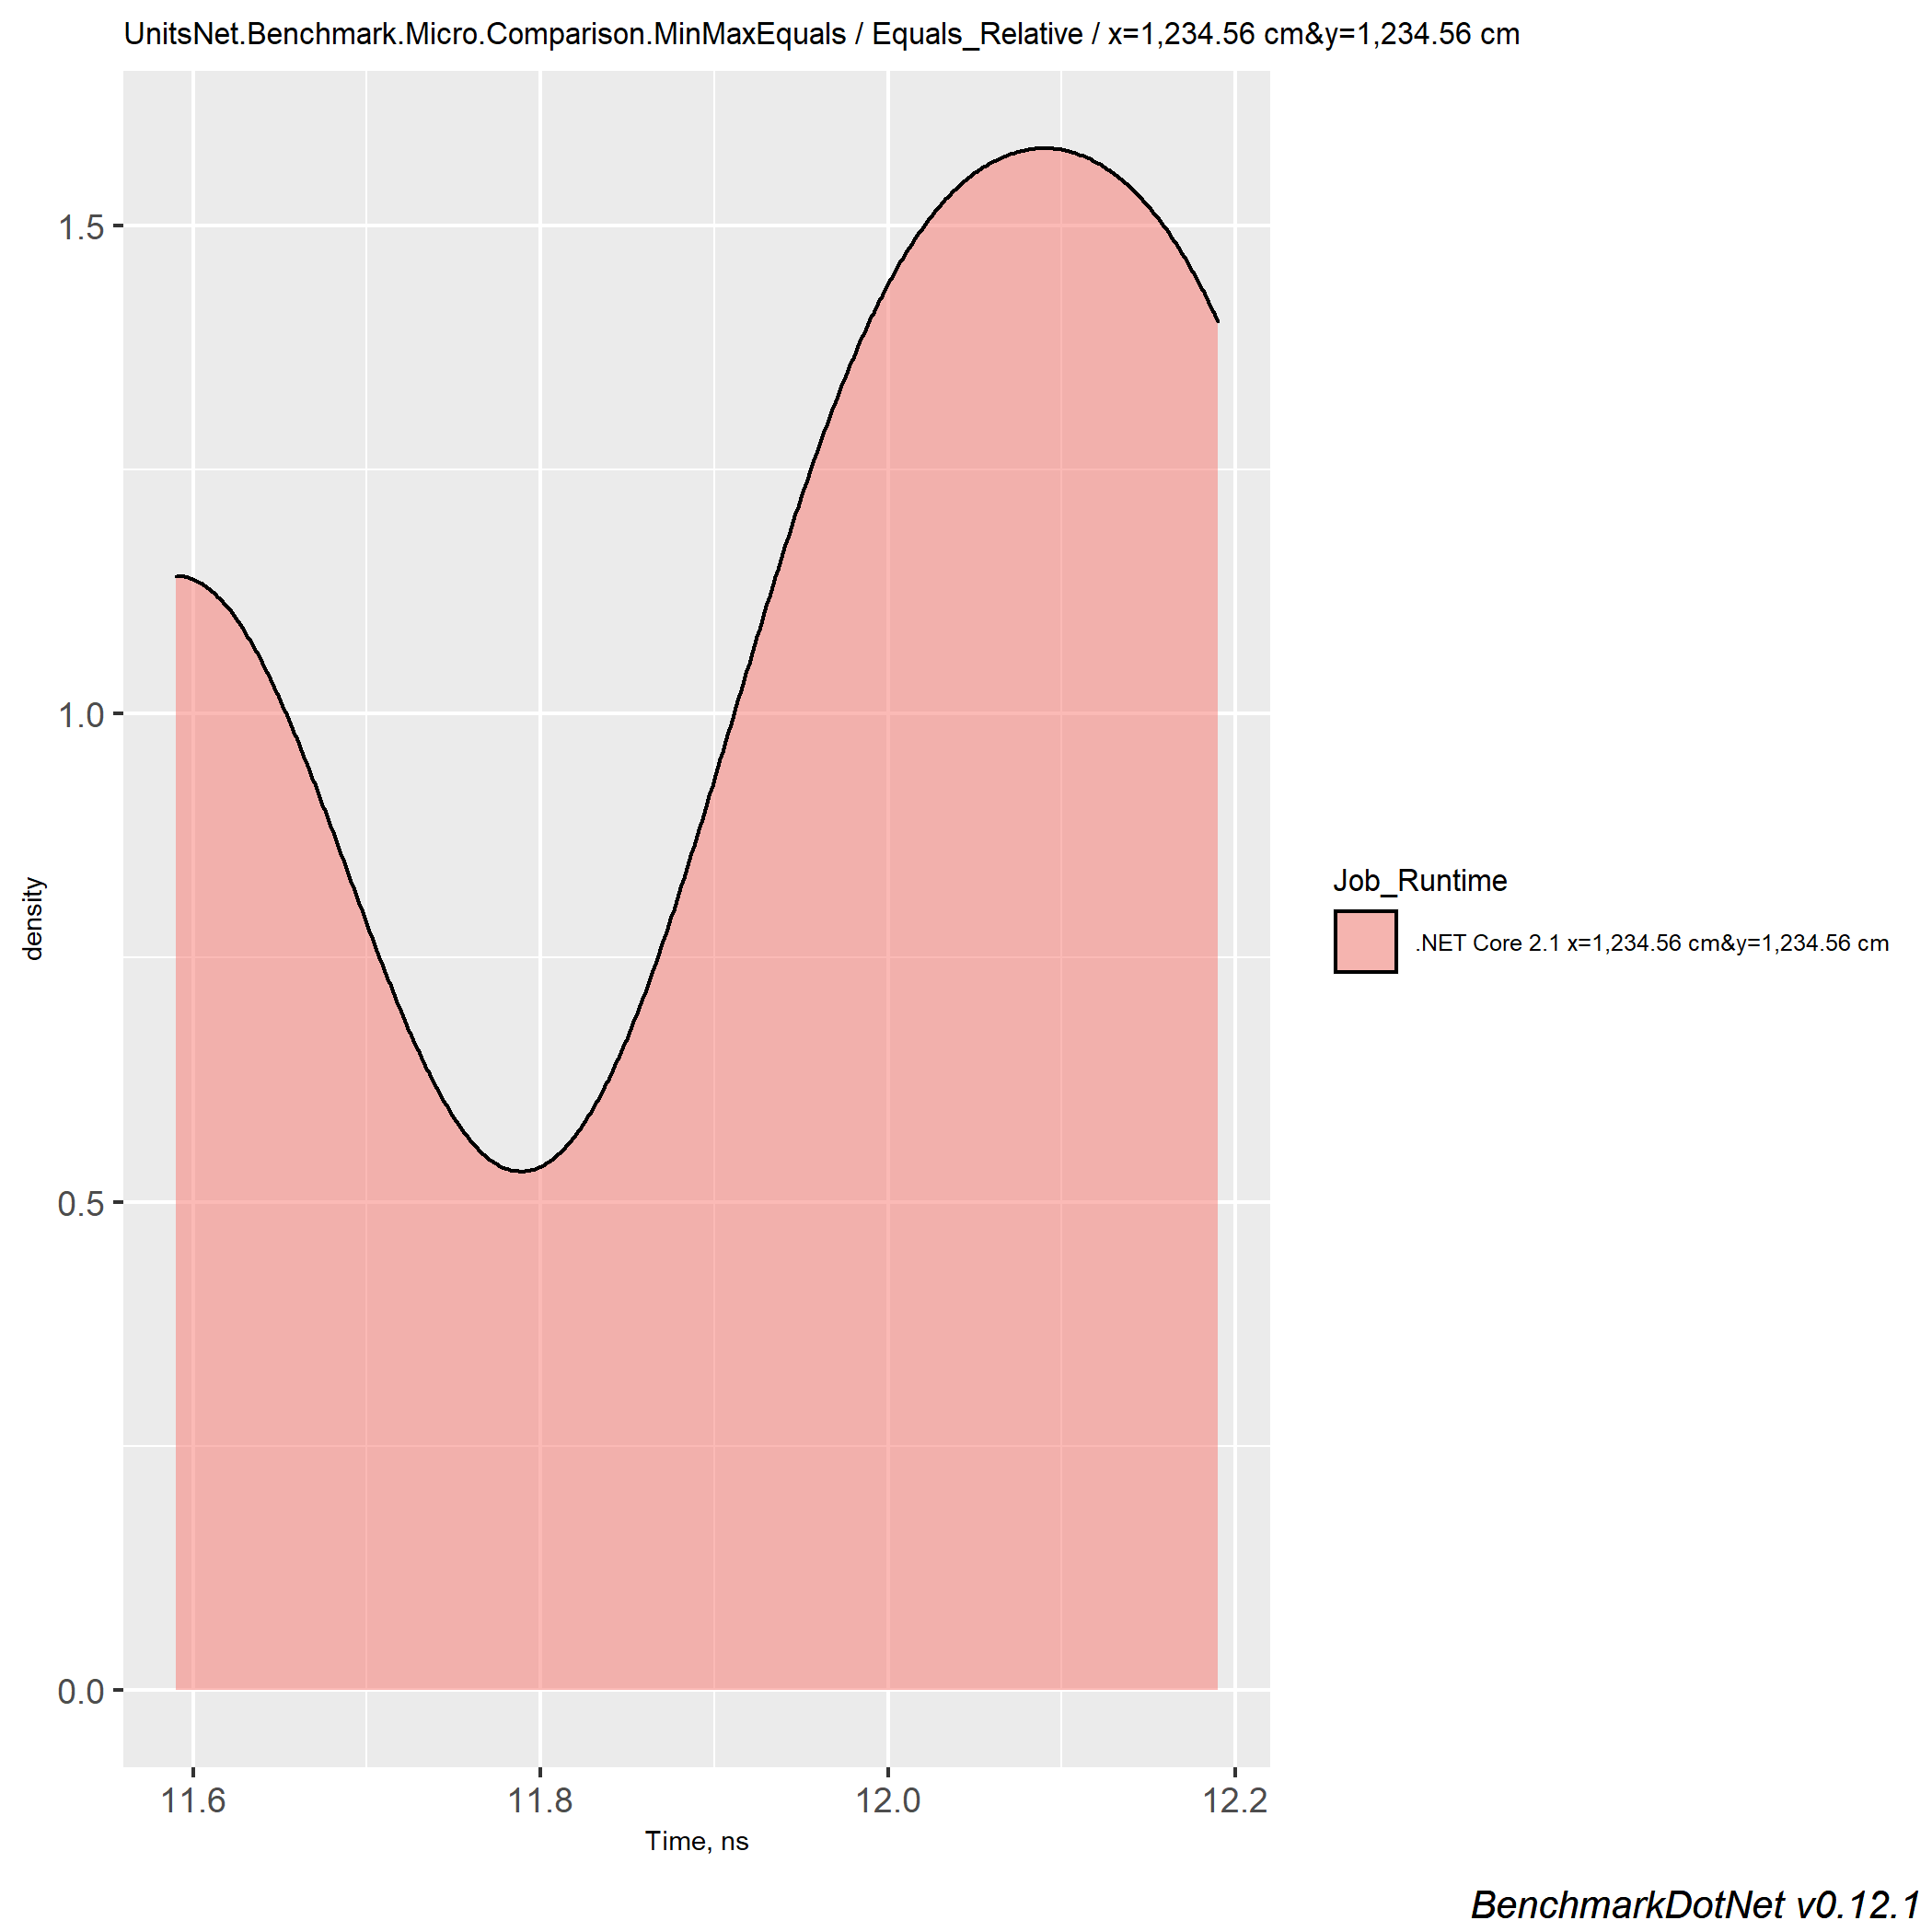 UnitsNet.Benchmark.Micro.Comparison.MinMaxEquals / Equals_Relative / x=1,234.56 cm&y=1,234.56 cm
1.5
1.0
0.5
0.0
density
11.6 11.8 12.0 12.2
Time, ns
Job_Runtime
.NET Core 2.1 x=1,234.56 cm&y=1,234.56 cm
BenchmarkDotNet v0.12.1